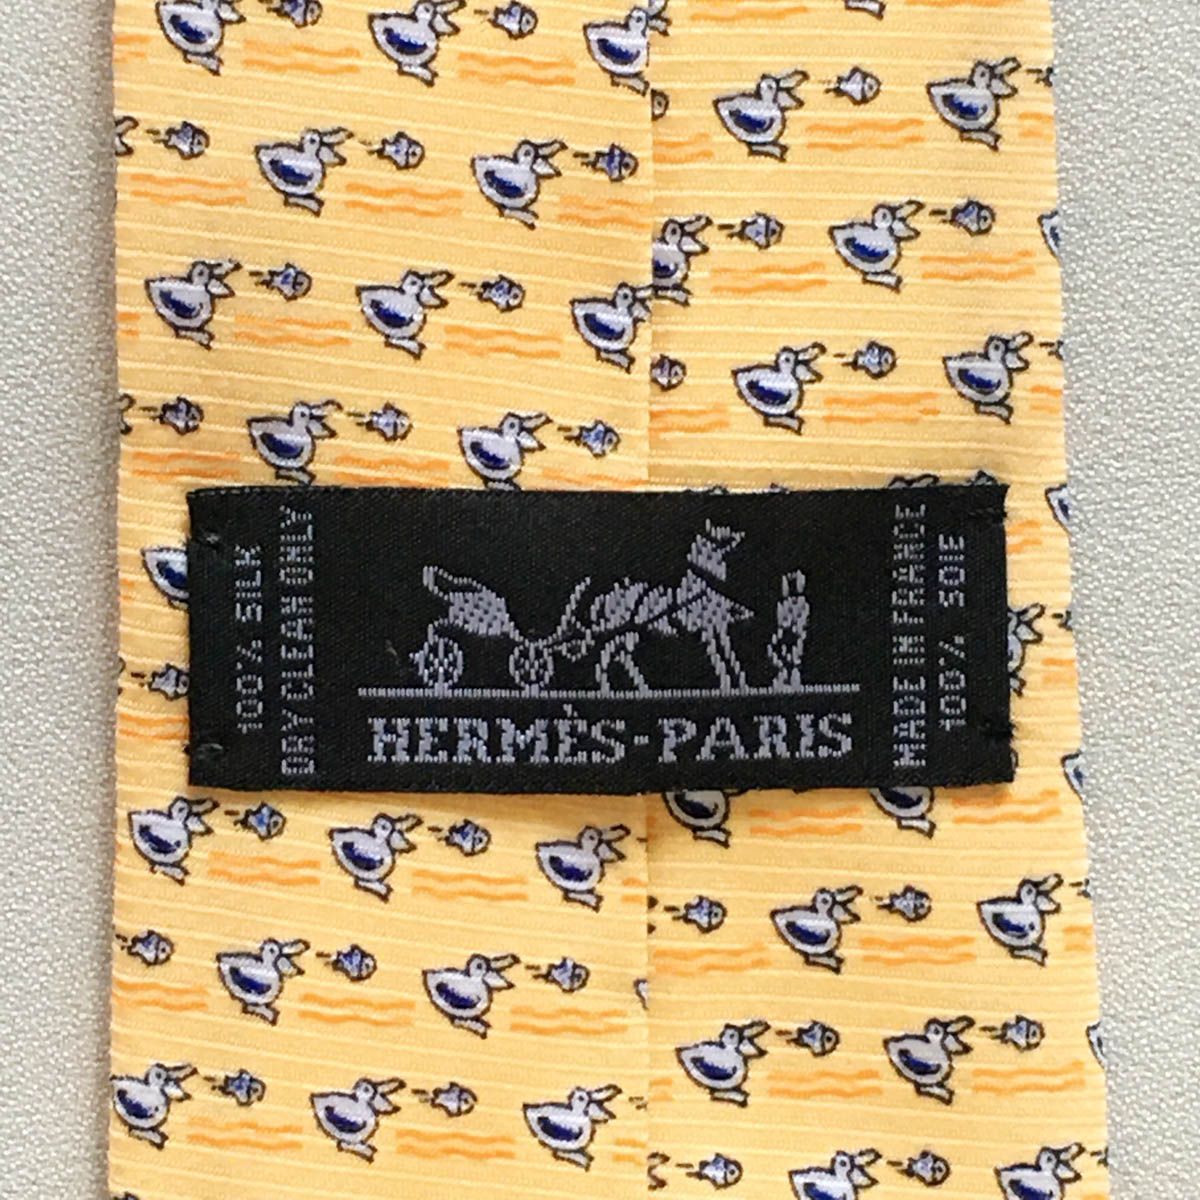 100% SILK
DRY CLEAN ONLY
HERMÈS-PARIS
MADE IN FRANCE
100% SOIE